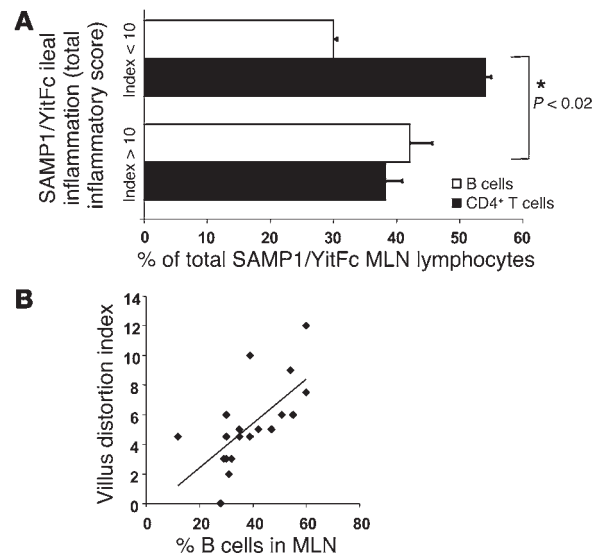 A
SAMP1/YitFc ileal
inflammation (total
inflammatory score)
Index < 10
Index > 10
*
P < 0.02
B cells
CD4+ T cells
0 10 20 30 40 50 60
% of total SAMP1/YitFc MLN lymphocytes
B
Villus distortion index
14
12
10
8
6
4
2
0
0 20 40 60 80
% B cells in MLN